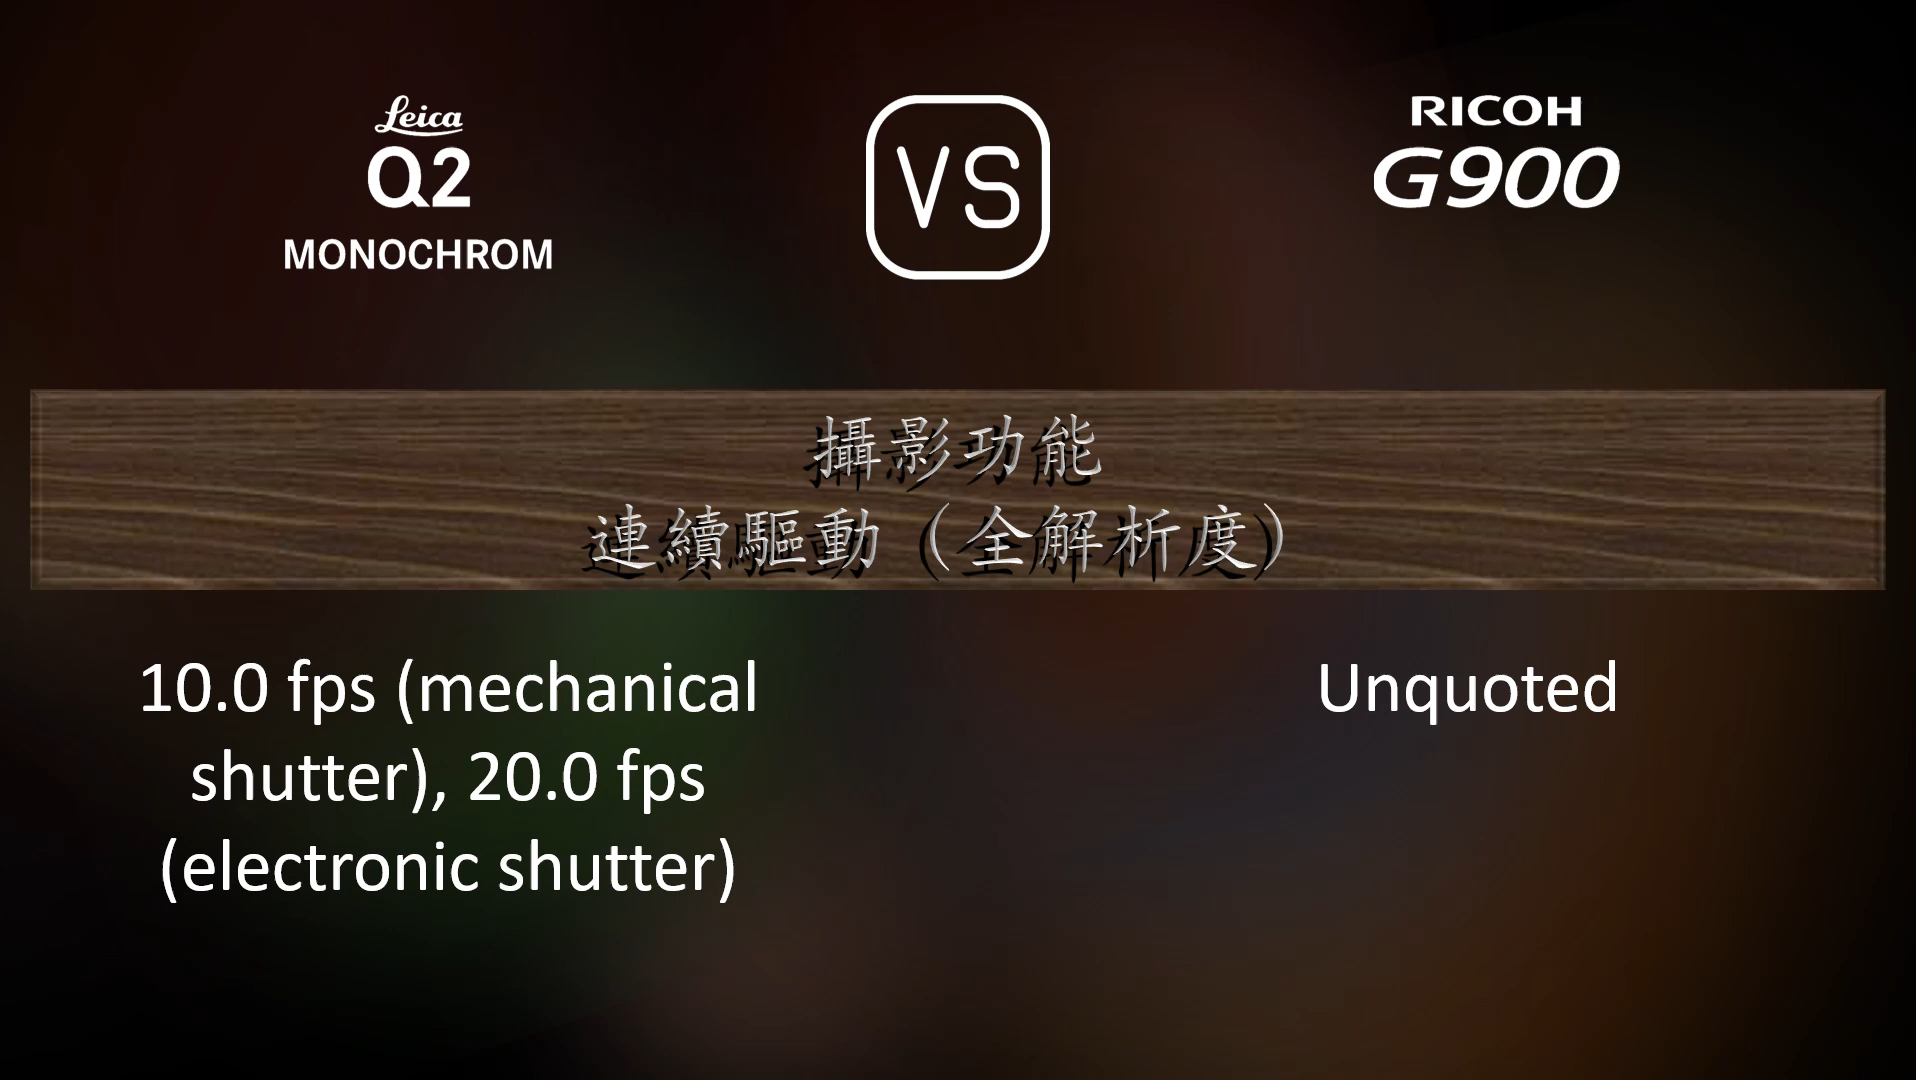 Leica
Q2
MONOCHROM
VS
RICOH
G900
攝影功能
連續驅動（全解析度）
10.0 fps (mechanical
shutter), 20.0 fps
(electronic shutter)
Unquoted